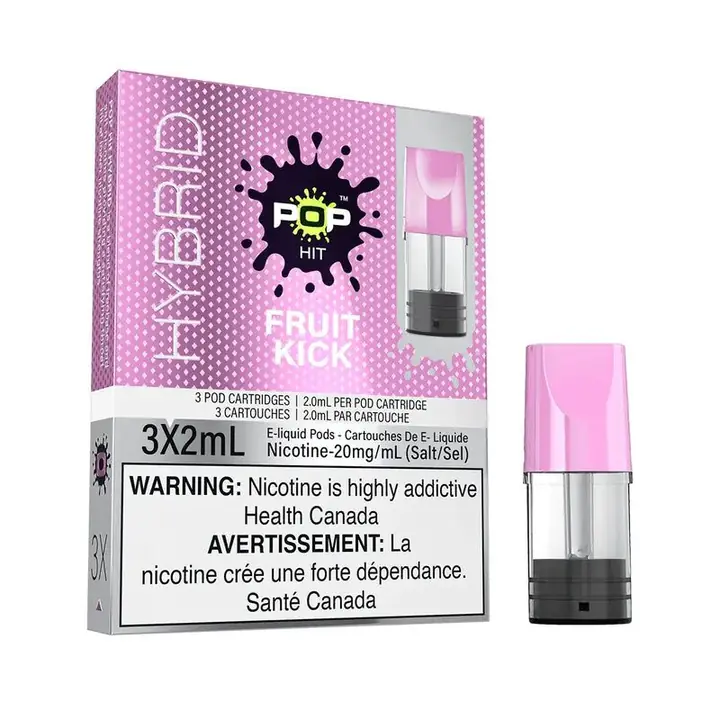 HYBRID
POP™
HIT
FRUIT
KICK
3 POD CARTRIDGES | 2.0mL PER POD CARTRIDGE
3 CARTOUCHES | 2.0mL PAR CARTOUCHE
3X2mL
E-liquid Pods - Cartouches De E- Liquide
Nicotine-20mg/mL (Salt/Sel)
WARNING: Nicotine is highly addictive
Health Canada
AVERTISSEMENT: La
nicotine crée une forte dépendance.
Santé Canada
3X